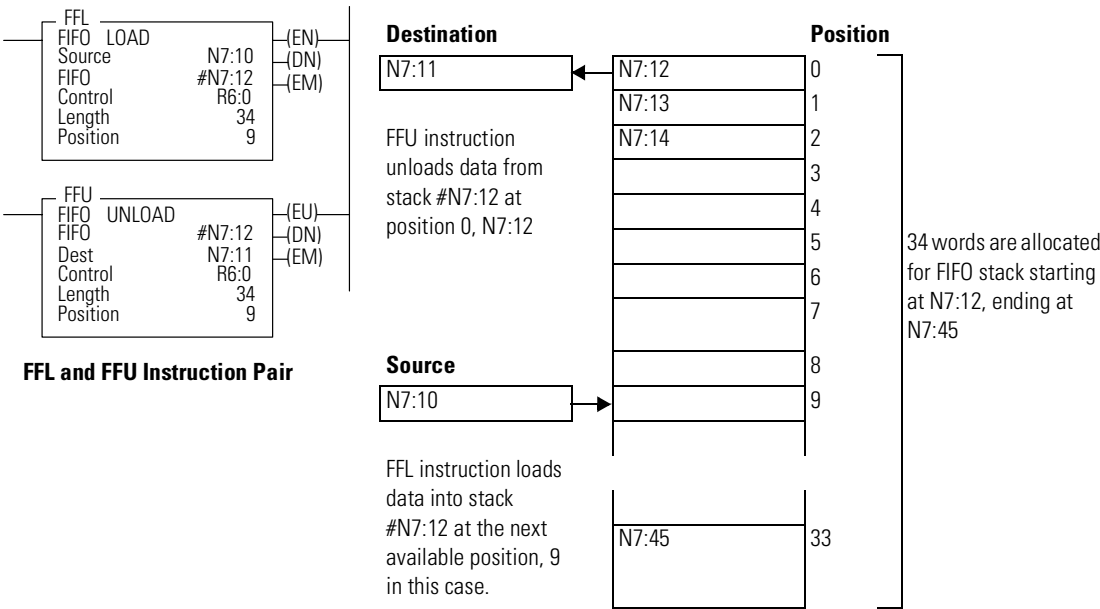 FFL
FIFO LOAD
Source N7:10
FIFO #N7:12
Control R6:0
Length 34
Position 9
(EN)
(DN)
(EM)
FFU
FIFO UNLOAD
FIFO #N7:12
Dest N7:11
Control R6:0
Length 34
Position 9
(EU)
(DN)
(EM)
FFL and FFU Instruction Pair
Destination
N7:11
FFU instruction
unloads data from
stack #N7:12 at
position 0, N7:12
Source
N7:10
FFL instruction loads
data into stack
#N7:12 at the next
available position, 9
in this case.
Position
N7:12 0
N7:13 1
N7:14 2
3
4
5
6
7
8
9
N7:45 33
34 words are allocated
for FIFO stack starting
at N7:12, ending at
N7:45